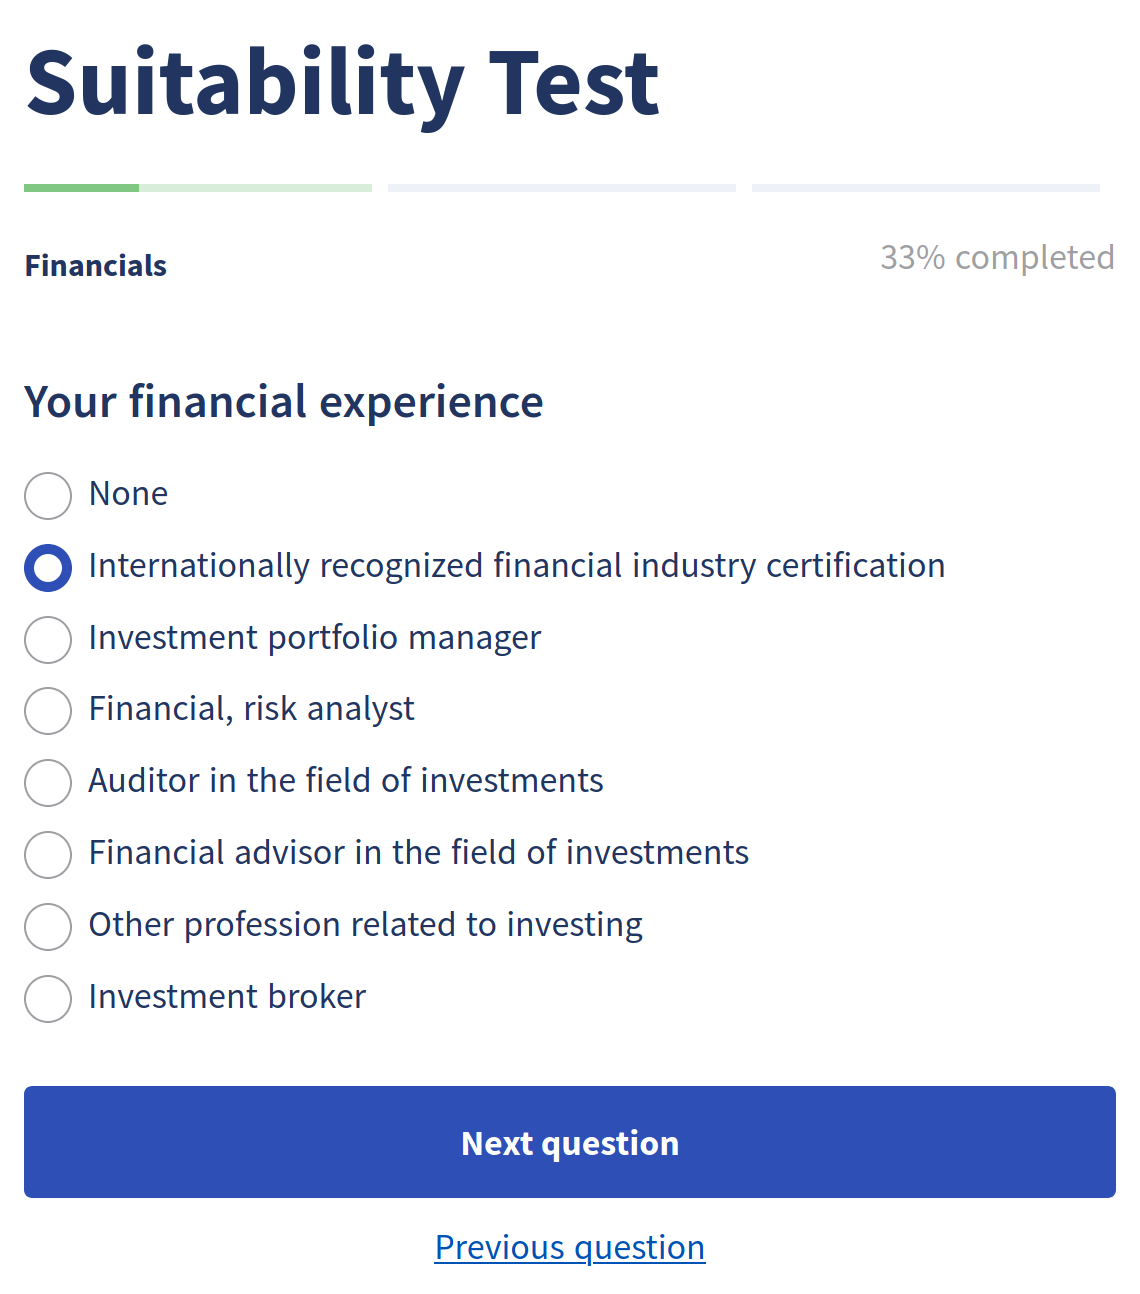 Suitability Test
Financials
33% completed
Your financial experience
None
Internationally recognized financial industry certification
Investment portfolio manager
Financial, risk analyst
Auditor in the field of investments
Financial advisor in the field of investments
Other profession related to investing
Investment broker
Next question
Previous question